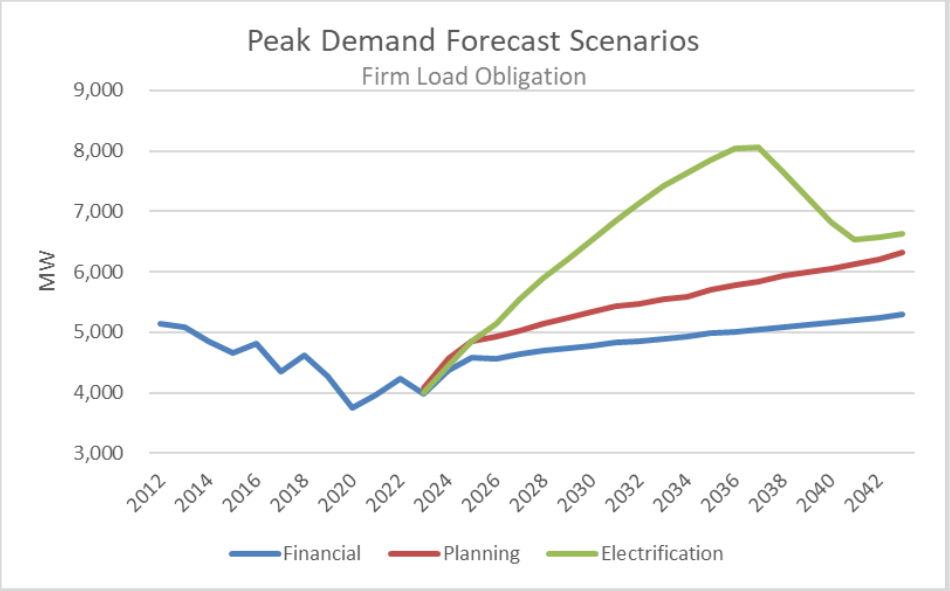 Peak Demand Forecast Scenarios
Firm Load Obligation
9,000
8,000
7,000
6,000
5,000
4,000
3,000
MW
2012 2014 2016 2018 2020 2022 2024 2026 2028 2030 2032 2034 2036 2038 2040 2042
Financial Planning Electrification